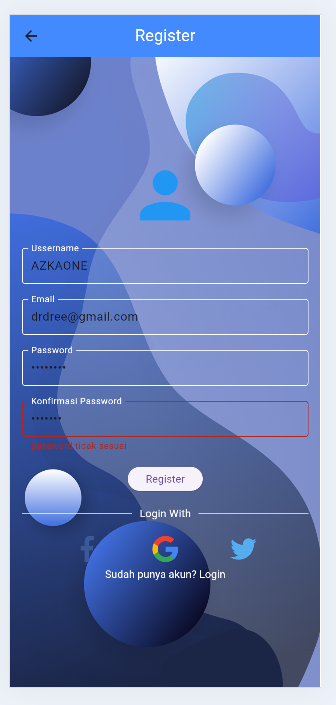 Register
Ussername
AZKAONE
Email
drdree@gmail.com
Password
Konfirmasi Password
tidak sesuai
Register
Login With
Sudah punya akun? Login